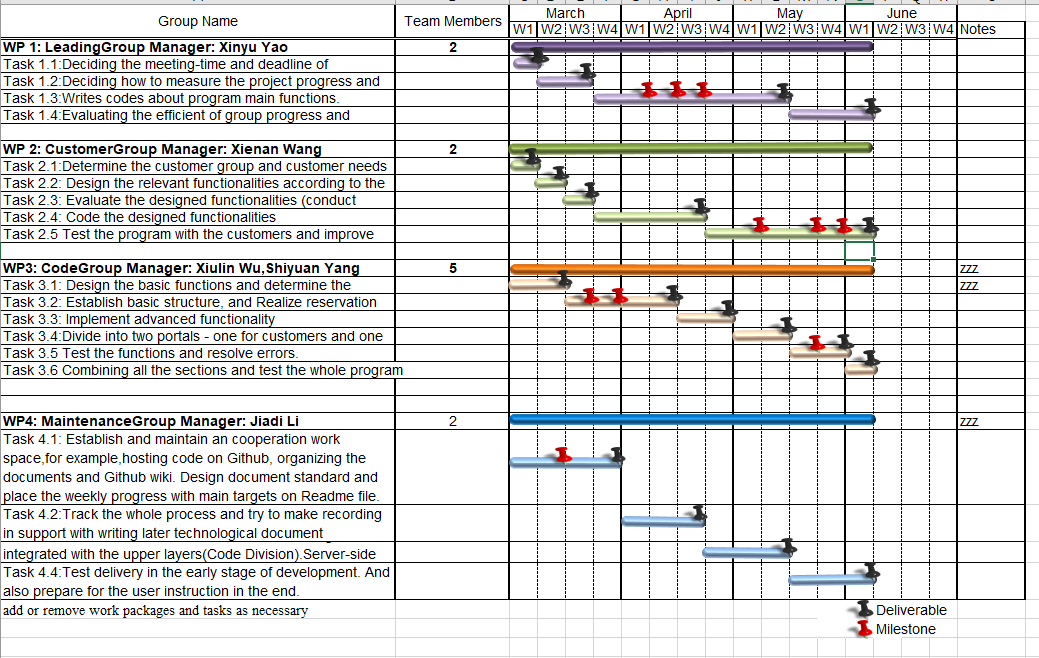 Group Name Team Members March April May June
W1 W2 W3 W4 W1 W2 W3 W4 W1 W2 W3 W4 W1 W2 W3 W4 Notes
WP 1: LeadingGroup Manager: Xinyu Yao 2
Task 1.1:Deciding the meeting-time and deadline of
Task 1.2:Deciding how to measure the project progress and
Task 1.3:Writes codes about program main functions.
Task 1.4:Evaluating the efficient of group progress and
WP 2: CustomerGroup Manager: Xienan Wang 2
Task 2.1:Determine the customer group and customer needs
Task 2.2: Design the relevant functionalities according to the
Task 2.3: Evaluate the designed functionalities (conduct
Task 2.4: Code the designed functionalities
Task 2.5 Test the program with the customers and improve
WP3: CodeGroup Manager: Xiulin Wu,Shiyuan Yang 5 zzz
Task 3.1: Design the basic functions and determine the zzz
Task 3.2: Establish basic structure, and Realize reservation
Task 3.3: Implement advanced functionality
Task 3.4:Divide into two portals - one for customers and one
Task 3.5 Test the functions and resolve errors.
Task 3.6 Combining all the sections and test the whole program
WP4: MaintenanceGroup Manager: Jiadi Li 2 zzz
Task 4.1: Establish and maintain an cooperation work
space,for example,hosting code on Github, organizing the
documents and Github wiki. Design document standard and
place the weekly progress with main targets on Readme file.
Task 4.2:Track the whole process and try to make recording
in support with writing later technological document
integrated with the upper layers(Code Division).Server-side
Task 4.4:Test delivery in the early stage of development. And
also prepare for the user instruction in the end.
add or remove work packages and tasks as necessary
Deliverable
Milestone